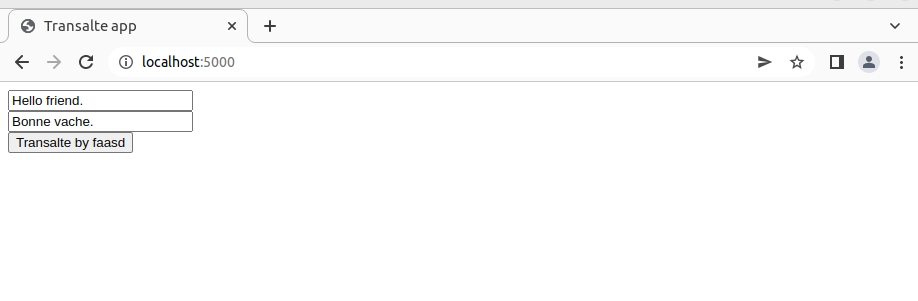 Transalte app
localhost:5000
Hello friend.
Bonne vache.
Transalte by faasd